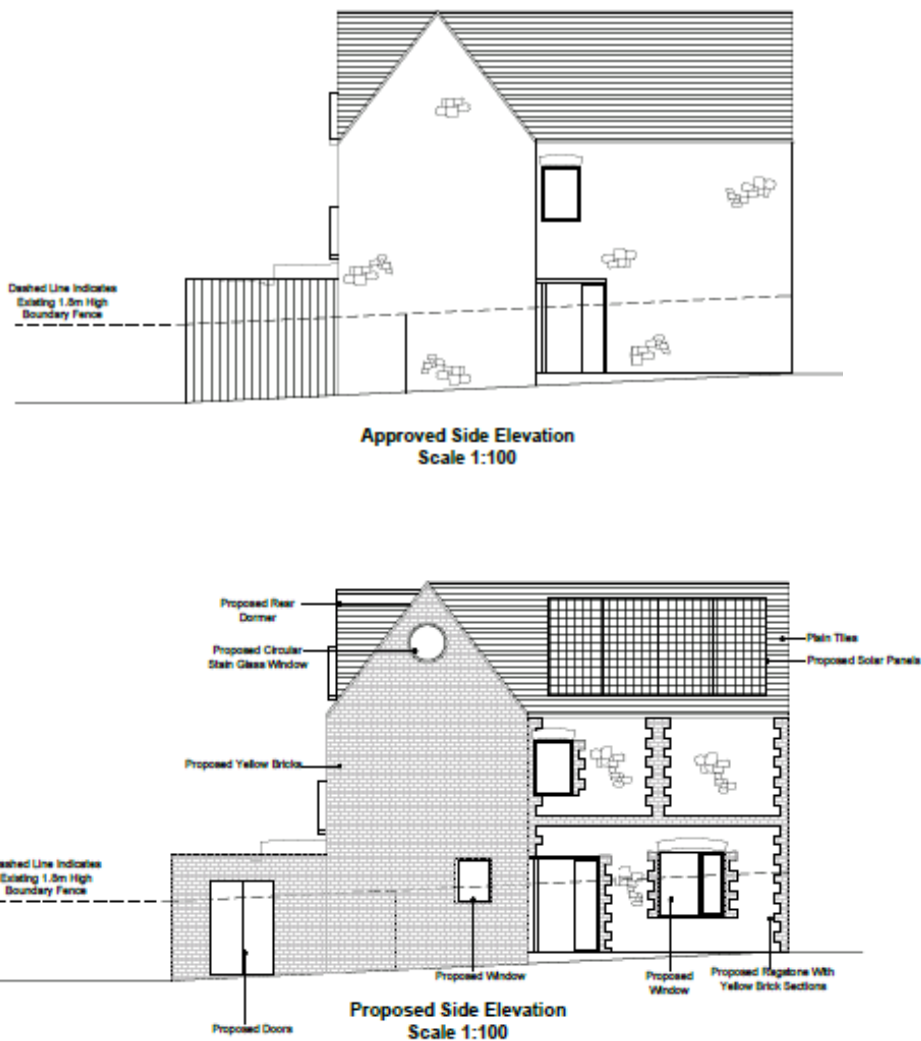 Dashed Line Indicates
Existing 1.8m High
Boundary Fence
Approved Side Elevation
Scale 1:100
Proposed Rear
Dormer
Proposed Circular
Stain Glass Window
Plain Tiles
Proposed Solar Panels
Proposed Yellow Bricks
ashed Line Indicates
Existing 1.8m High
Boundary Fence
Proposed Window
Proposed
Window
Proposed Ragstone With
Yellow Brick Sections
Proposed Doors
Proposed Side Elevation
Scale 1:100